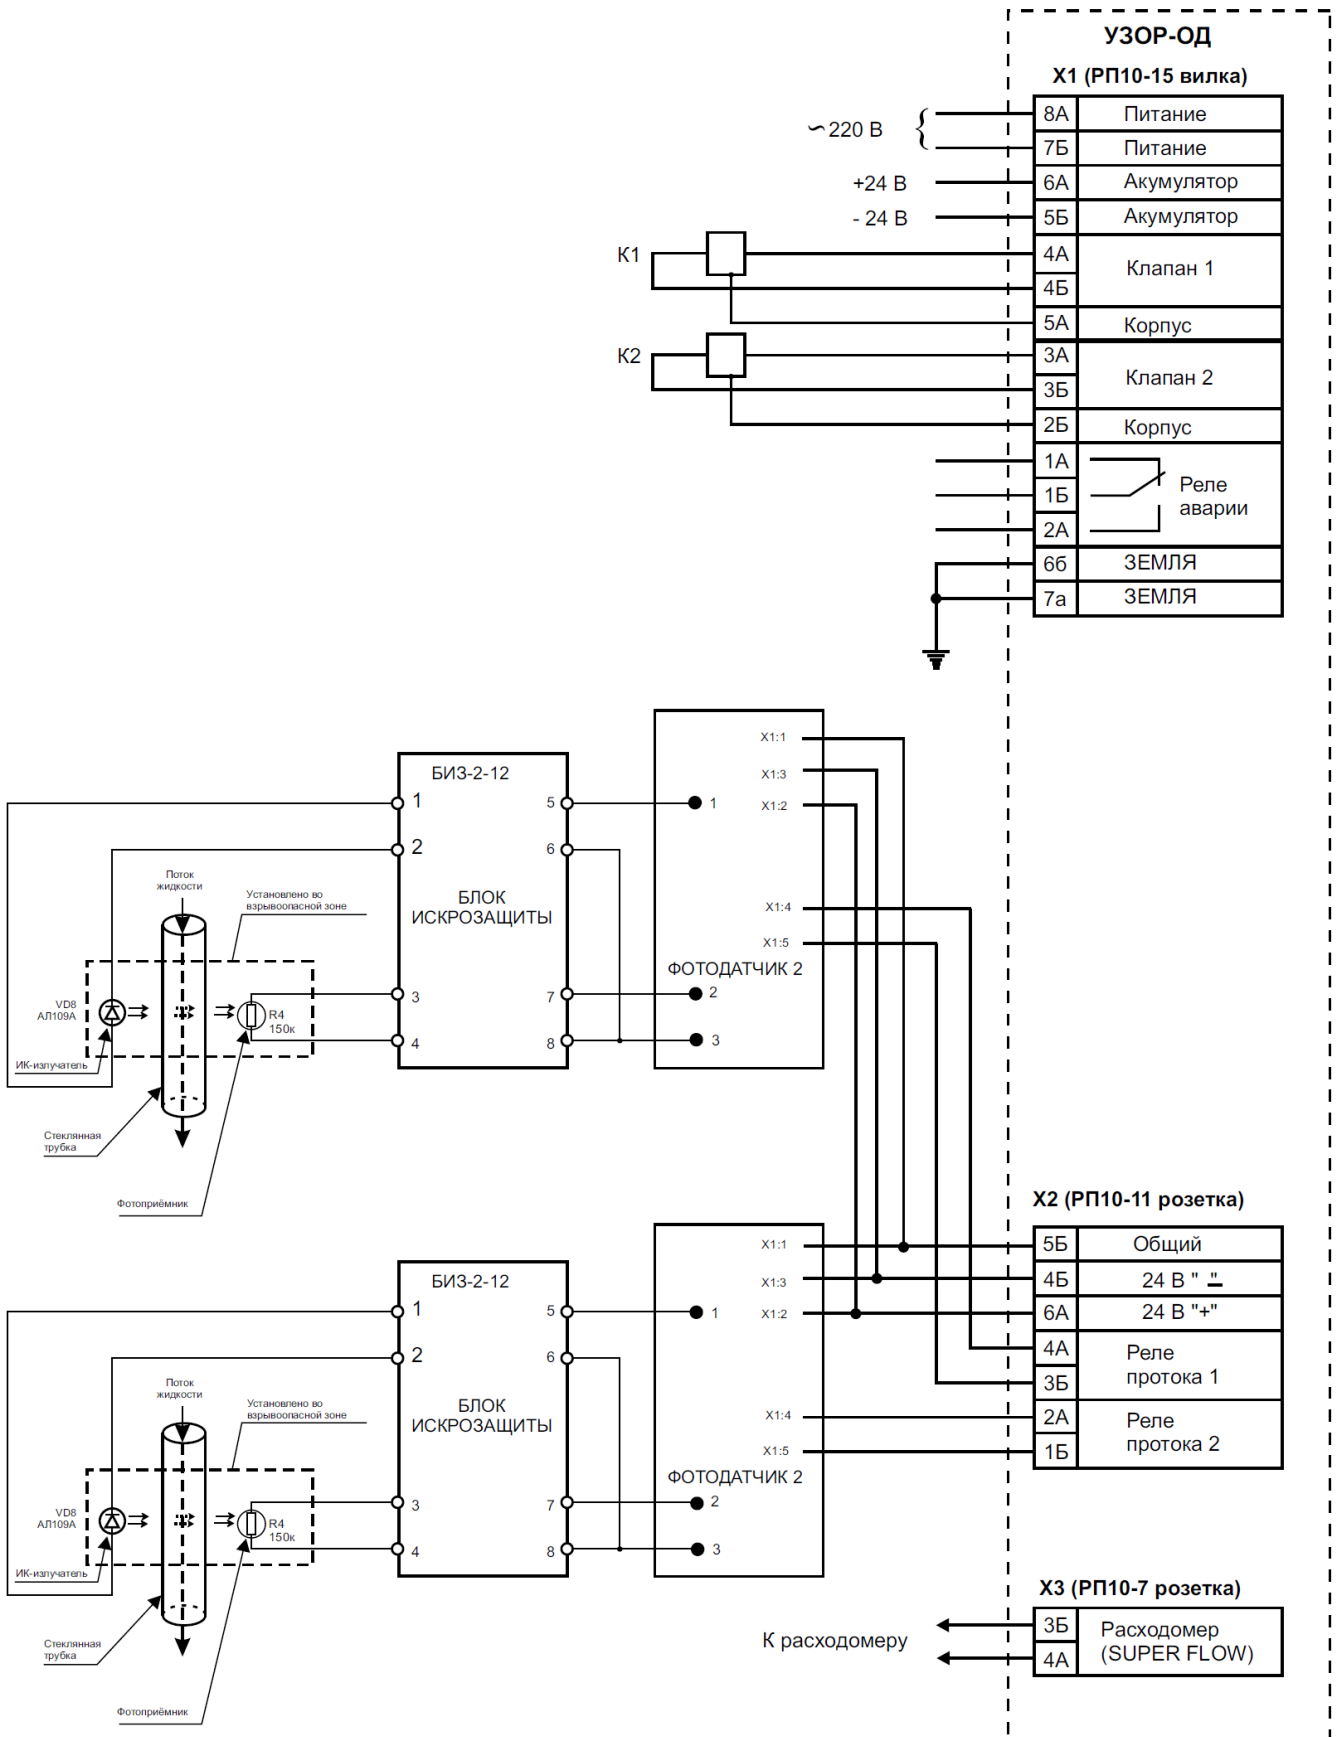 УЗОР-ОД
X1 (РП10-15 вилка)
8А Питание
~220 В
7Б Питание
+24 В 6А Акумулятор
- 24 В 5Б Акумулятор
К1 4А Клапан 1
4Б
5А Корпус
К2 3А Клапан 2
3Б
2Б Корпус
1А
1Б Реле
аварии
2А
6б ЗЕМЛЯ
7а ЗЕМЛЯ
X1:1
БИЗ-2-12 X1:3
1 5 1 X1:2
2 6
Поток
жидкости
Установлено во
взрывоопасной зоне
БЛОК
ИСКРОЗАЩИТЫ
X1:4
X1:5
ФОТОДАТЧИК 2
3 7 2
VD8
АЛ109А
R4
150к
4 8 3
ИК-излучатель
Стеклянная
трубка
Фотоприёмник
X2 (РП10-11 розетка)
X1:1 5Б Общий
БИЗ-2-12 X1:3 4Б 24 В " - "
1 5 1 X1:2 6А 24 В "+"
2 6 4А Реле
протока 1
3Б
Поток
жидкости
Установлено во
взрывоопасной зоне
БЛОК
ИСКРОЗАЩИТЫ
X1:4 2А Реле
протока 2
X1:5 1Б
ФОТОДАТЧИК 2
3 7 2
VD8
АЛ109А
R4
150к
4 8 3
ИК-излучатель
Стеклянная
трубка
Фотоприёмник
X3 (РП10-7 розетка)
К расходомеру
3Б Расходомер
4А (SUPER FLOW)